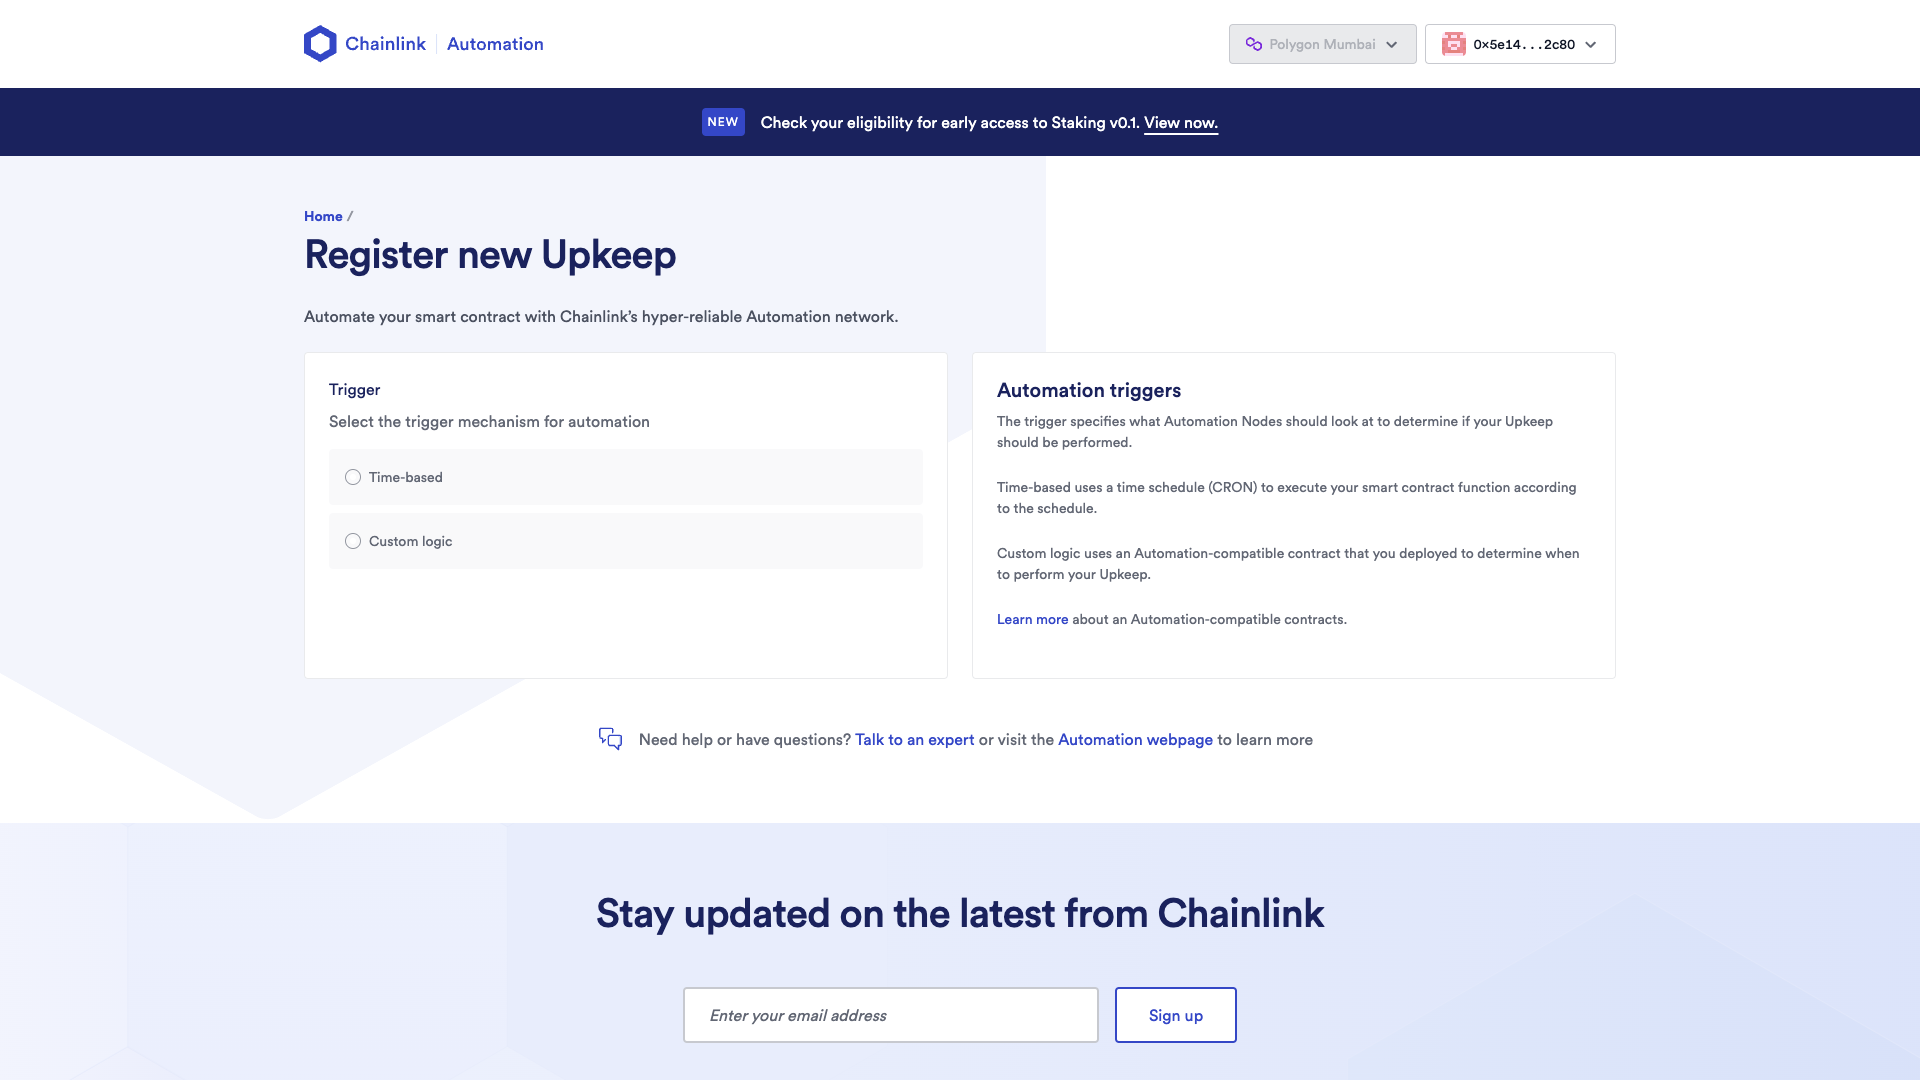 Chainlink Automation
Polygon Mumbai
0x5e14...2c80
NEW Check your eligibility for early access to Staking v0.1. View now.
Home /
Register new Upkeep
Automate your smart contract with Chainlink’s hyper-reliable Automation network.
Trigger
Select the trigger mechanism for automation
Time-based
Custom logic
Automation triggers
The trigger specifies what Automation Nodes should look at to determine if your Upkeep
should be performed.
Time-based uses a time schedule (CRON) to execute your smart contract function according
to the schedule.
Custom logic uses an Automation-compatible contract that you deployed to determine when
to perform your Upkeep.
Learn more about an Automation-compatible contracts.
Need help or have questions? Talk to an expert or visit the Automation webpage to learn more
Stay updated on the latest from Chainlink
Enter your email address
Sign up